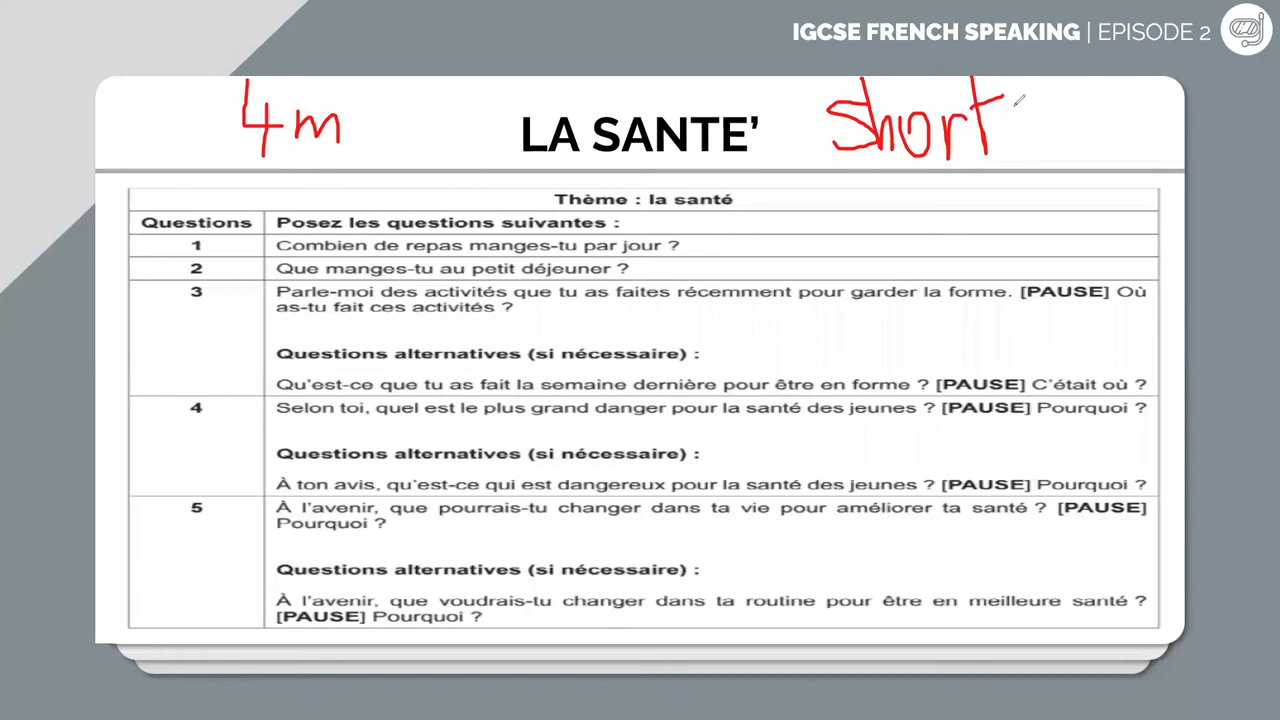 IGCSE FRENCH SPEAKING | EPISODE 2
4m
LA SANTE’
short
Thème : la santé
Questions
Posez les questions suivantes :
1
Combien de repas manges-tu par jour ?
2
Que manges-tu au petit déjeuner ?
3
Parle-moi des activités que tu as faites récemment pour garder la forme. [PAUSE] Où
as-tu fait ces activités ?
Questions alternatives (si nécessaire) :
Qu’est-ce que tu as fait la semaine dernière pour être en forme ? [PAUSE] C’était où ?
4
Selon toi, quel est le plus grand danger pour la santé des jeunes ? [PAUSE] Pourquoi ?
Questions alternatives (si nécessaire) :
À ton avis, qu’est-ce qui est dangereux pour la santé des jeunes ? [PAUSE] Pourquoi ?
5
À l’avenir, que pourrais-tu changer dans ta vie pour améliorer ta santé ? [PAUSE]
Pourquoi ?
Questions alternatives (si nécessaire) :
À l’avenir, que voudrais-tu changer dans ta routine pour être en meilleure santé ?
[PAUSE] Pourquoi ?